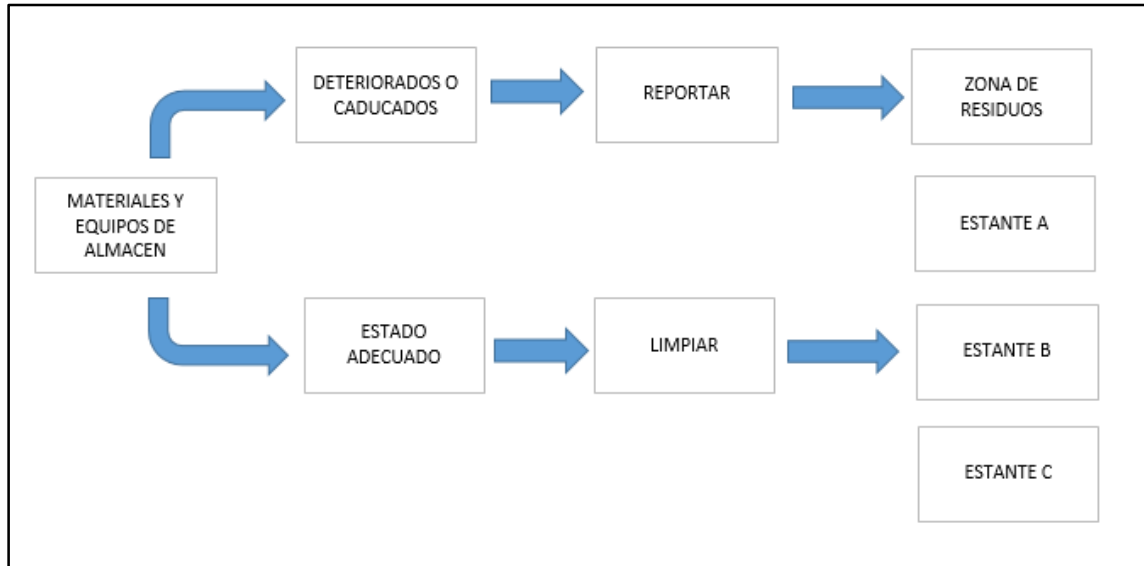 MATERIALES Y
EQUIPOS DE
ALMACEN
DETERIORADOS O
CADUCADOS
REPORTAR
ZONA DE
RESIDUOS
ESTADO
ADECUADO
LIMPIAR
ESTANTE A
ESTANTE B
ESTANTE C